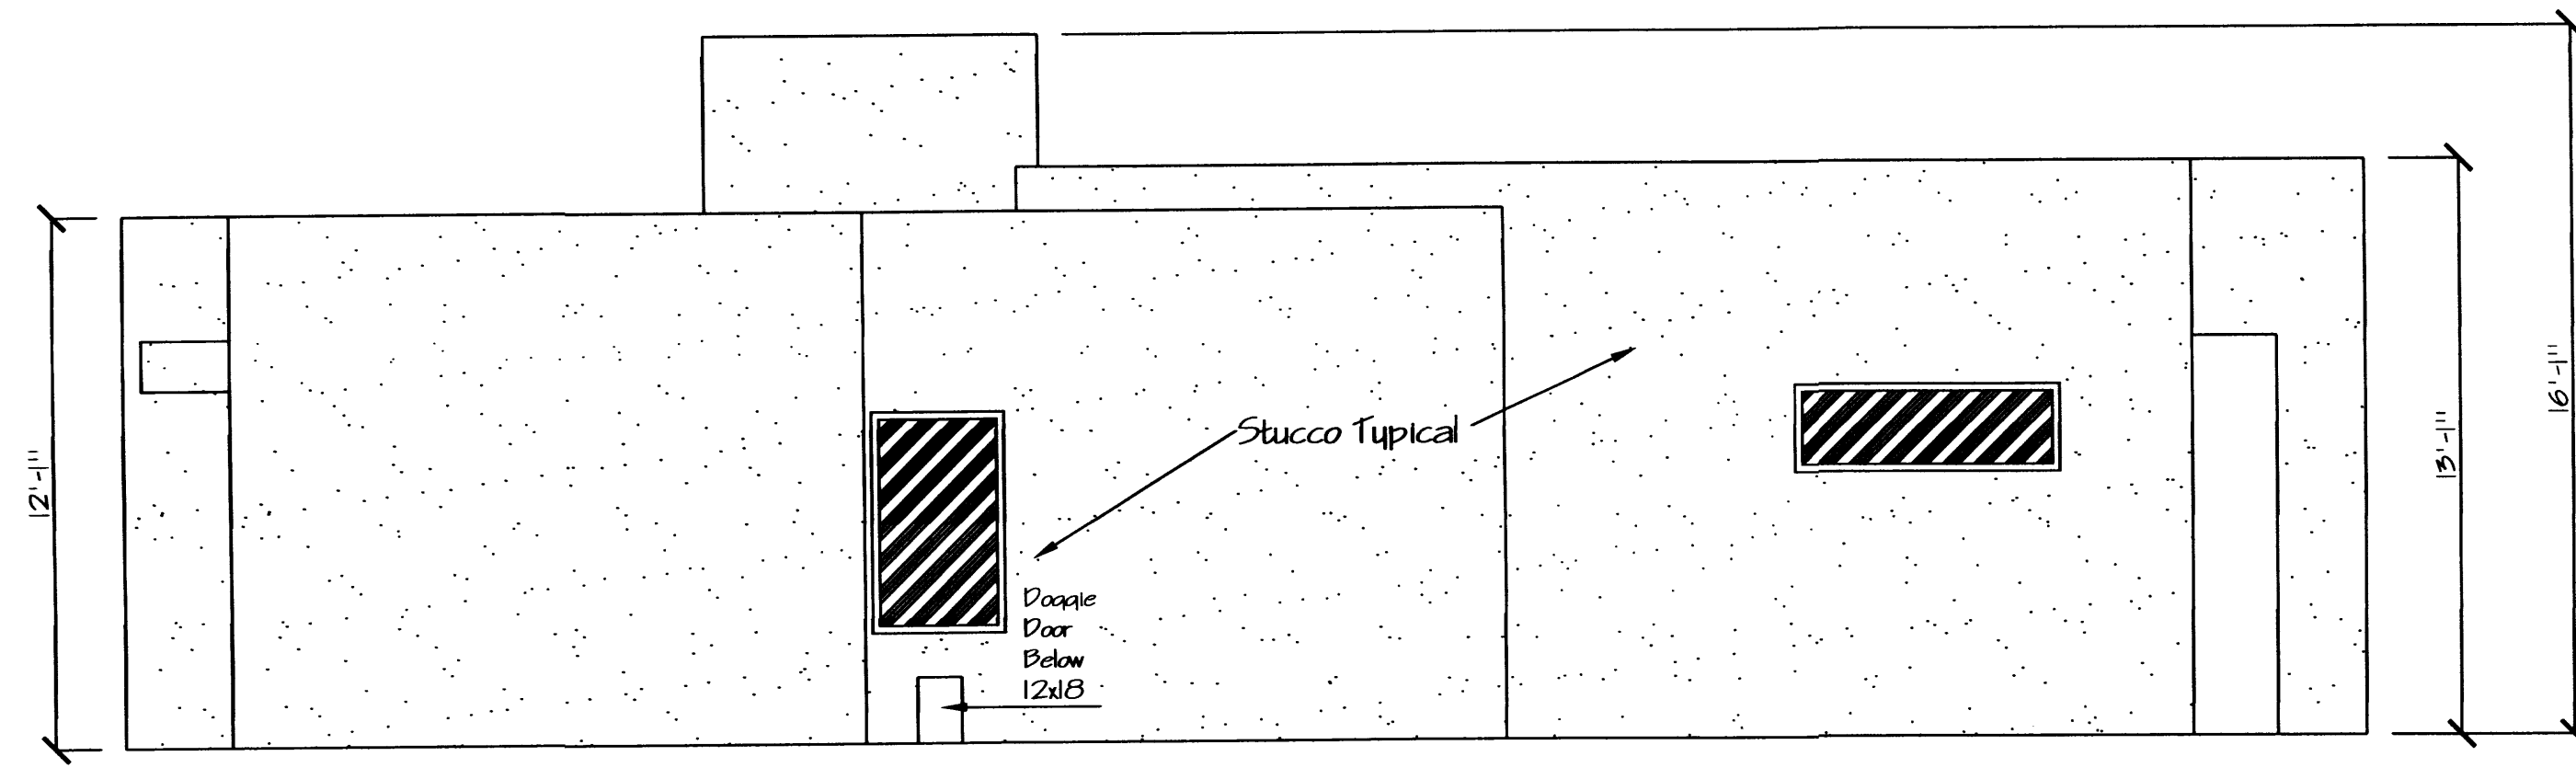 16'-1"
13'-1"
12'-1"
Stucco Typical
Doggie
Door
Below
12x18